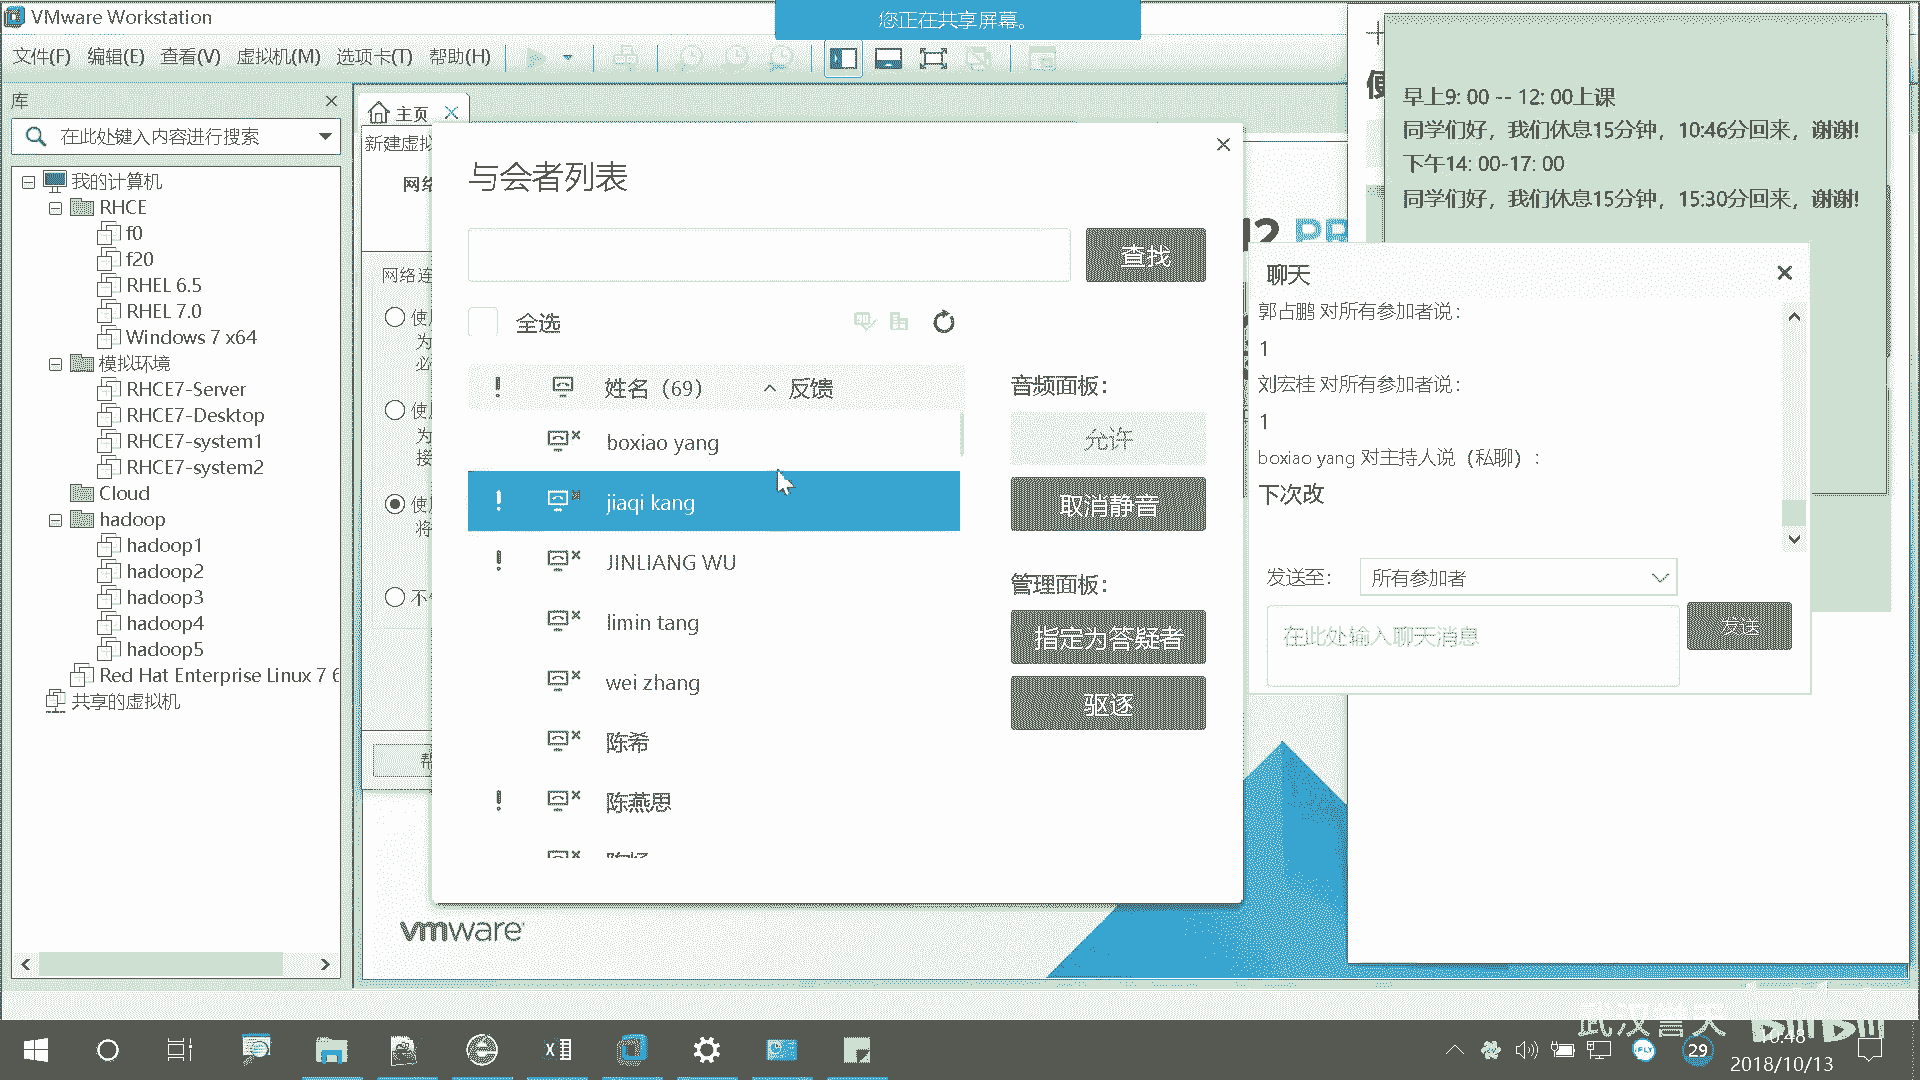 VMware Workstation
您正在共享屏幕。
文件(F) 编辑(E) 查看(V) 虚拟机(M) 选项卡(T) 帮助(H)
库
在此处键入内容进行搜索
我的计算机
RHCE
f0
f20
RHEL 6.5
RHEL 7.0
Windows 7 x64
模拟环境
RHCE7-Server
RHCE7-Desktop
RHCE7-system1
RHCE7-system2
Cloud
hadoop
hadoop1
hadoop2
hadoop3
hadoop4
hadoop5
Red Hat Enterprise Linux 7 6
共享的虚拟机
主页
新建虚拟
网络
网络连
使
为
必
使
为
接
使
将
不
帮
vmware
与会者列表
查找
全选
姓名（69） 反馈
boxiao yang
jiaqi kang
JINLIANG WU
limin tang
wei zhang
陈希
陈燕思
音频面板：
允许
取消静音
管理面板：
指定为答疑者
驱逐
PR
早上9: 00 -- 12: 00上课
同学们好，我们休息15分钟，10:46分回来，谢谢!
下午14: 00-17: 00
同学们好，我们休息15分钟，15:30分回来，谢谢!
聊天
郭占鹏 对所有参加者说：
1
刘宏桂 对所有参加者说：
1
boxiao yang 对主持人说（私聊）：
下次改
发送至： 所有参加者
在此处输入聊天消息
发送
武汉誉天
bilibili
29
2018/10/13